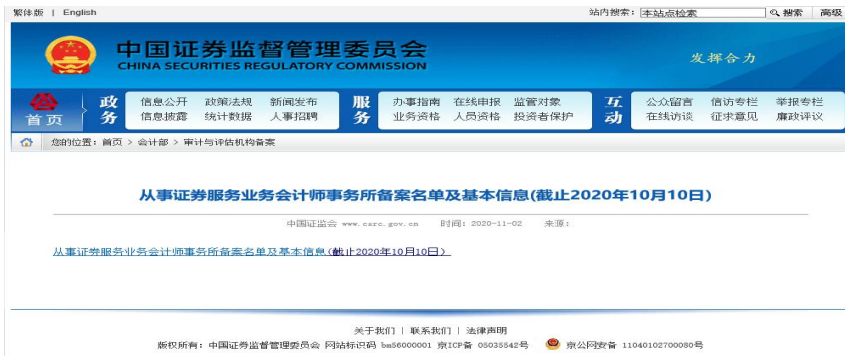 繁体版 | English 站内搜索: 本站点检索 搜索 高级
中国证券监督管理委员会
CHINA SECURITIES REGULATORY COMMISSION
发挥合力
首页
政务
信息公开 政策法规 新闻发布
信息披露 统计数据 人事招聘
服务
办事指南 在线申报 监管对象
业务资格 人员资格 投资者保护
互动
公众留言 信访专栏 举报专栏
在线访谈 征求意见 廉政评议
您的位置: 首页 > 会计部 > 审计与评估机构备案
从事证券服务业务会计师事务所备案名单及基本信息(截止2020年10月10日)
中国证监会 www.csrc.gov.cn 时间: 2020-11-02 来源:
从事证券服务业务会计师事务所备案名单及基本信息(截止2020年10月10日)
关于我们 | 联系我们 | 法律声明
版权所有: 中国证券监督管理委员会 网站标识码 bm56000001 京ICP备 05035542号 京公网安备 11040102700080号